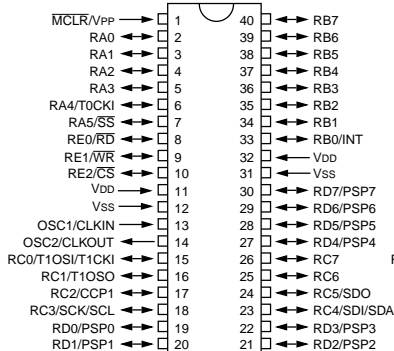 MCLR/VPP 1 40 RB7
RA0 2 39 RB6
RA1 3 38 RB5
RA2 4 37 RB4
RA3 5 36 RB3
RA4/T0CKI 6 35 RB2
RA5/SS 7 34 RB1
RE0/RD 8 33 RB0/INT
RE1/WR 9 32 VDD
RE2/CS 10 31 VSS
VDD 11 30 RD7/PSP7
VSS 12 29 RD6/PSP6
OSC1/CLKIN 13 28 RD5/PSP5
OSC2/CLKOUT 14 27 RD4/PSP4
RC0/T1OSI/T1CKI 15 26 RC7
RC1/T1OSO 16 25 RC6
RC2/CCP1 17 24 RC5/SDO
RC3/SCK/SCL 18 23 RC4/SDI/SDA
RD0/PSP0 19 22 RD3/PSP3
RD1/PSP1 20 21 RD2/PSP2